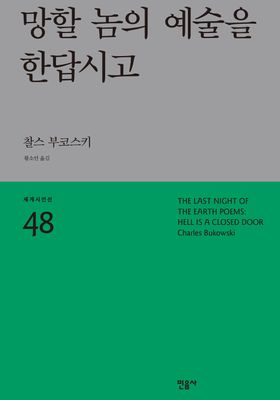 망할 놈의 예술을
한답시고
찰스 부코스키
황소연 옮김
세계시인선
48
THE LAST NIGHT OF
THE EARTH POEMS:
HELL IS A CLOSED DOOR
Charles Bukowski
민음사